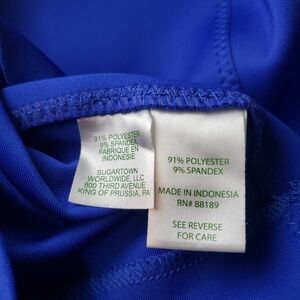 91% POLYESTER
9% SPANDEX
FABRIQUE EN
INDONESIE
SUGARTOWN
WORLDWIDE, LLC
800 THIRD AVENUE
KING OF PRUSSIA, PA
91% POLYESTER
9% SPANDEX
MADE IN INDONESIA
RN# 88189
SEE REVERSE
FOR CARE